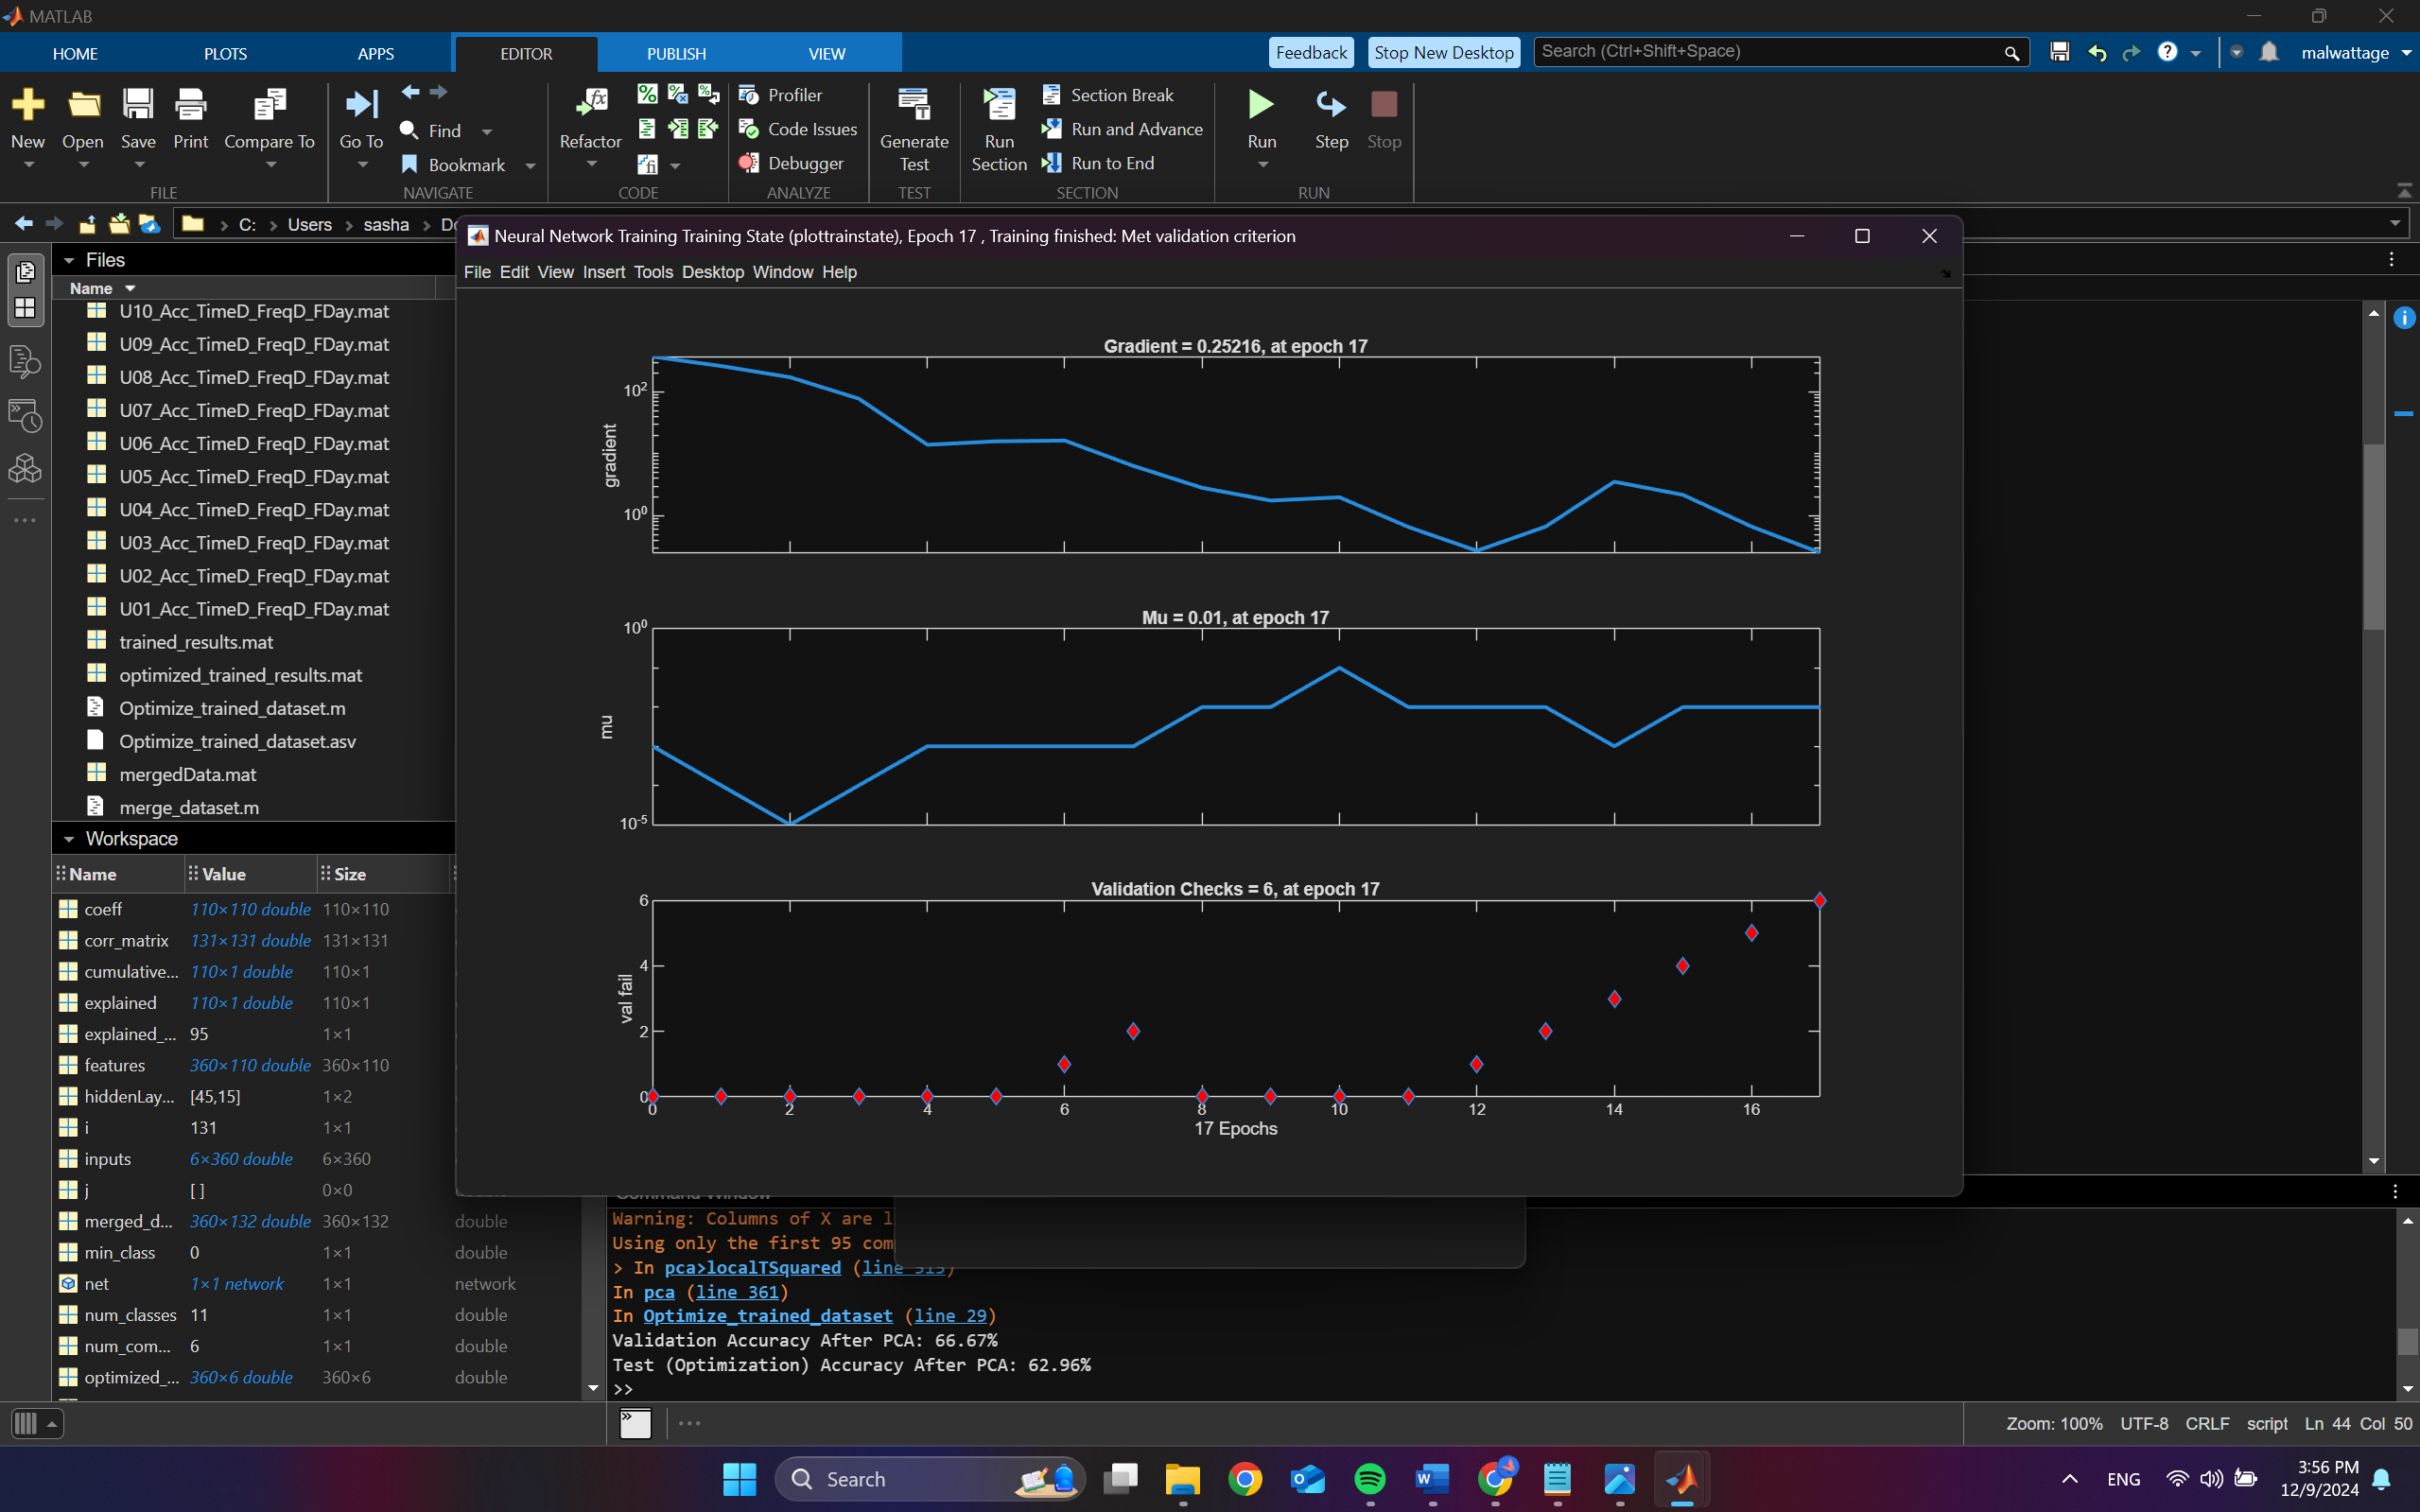 MATLAB
HOME PLOTS APPS EDITOR PUBLISH VIEW Feedback Stop New Desktop Search (Ctrl+Shift+Space) malwattage
New Open Save Print Compare To Go To Find Bookmark Refactor Profiler Code Issues Debugger Generate Test Run Section Section Break Run and Advance Run to End Run Step Stop
FILE NAVIGATE CODE ANALYZE TEST SECTION RUN
C: Users sasha
Neural Network Training Training State (plottrainstate), Epoch 17 , Training finished: Met validation criterion
File Edit View Insert Tools Desktop Window Help
Files
Name
U10_Acc_TimeD_FreqD_FDay.mat
U09_Acc_TimeD_FreqD_FDay.mat
U08_Acc_TimeD_FreqD_FDay.mat
U07_Acc_TimeD_FreqD_FDay.mat
U06_Acc_TimeD_FreqD_FDay.mat
U05_Acc_TimeD_FreqD_FDay.mat
U04_Acc_TimeD_FreqD_FDay.mat
U03_Acc_TimeD_FreqD_FDay.mat
U02_Acc_TimeD_FreqD_FDay.mat
U01_Acc_TimeD_FreqD_FDay.mat
trained_results.mat
optimized_trained_results.mat
Optimize_trained_dataset.m
Optimize_trained_dataset.asv
mergedData.mat
merge_dataset.m
Workspace
Name Value Size
coeff 110×110 double 110×110
corr_matrix 131×131 double 131×131
cumulative... 110×1 double 110×1
explained 110×1 double 110×1
explained_... 95 1×1
features 360×110 double 360×110
hiddenLay... [45,15] 1×2
i 131 1×1
inputs 6×360 double 6×360
j [ ] 0×0
merged_d... 360×132 double 360×132 double
min_class 0 1×1 double
net 1×1 network 1×1 network
num_classes 11 1×1 double
num_com... 6 1×1 double
optimized_... 360×6 double 360×6 double
Gradient = 0.25216, at epoch 17
gradient
10²
10⁰
Mu = 0.01, at epoch 17
mu
10⁰
10⁻⁵
Validation Checks = 6, at epoch 17
val fail
6
4
2
0
0 2 4 6 8 10 12 14 16
17 Epochs
Command Window
Warning: Columns of X are l
Using only the first 95 com
> In pca>localTSquared (line 515)
In pca (line 361)
In Optimize_trained_dataset (line 29)
Validation Accuracy After PCA: 66.67%
Test (Optimization) Accuracy After PCA: 62.96%
>>
Zoom: 100% UTF-8 CRLF script Ln 44 Col 50
Search ENG 3:56 PM
12/9/2024